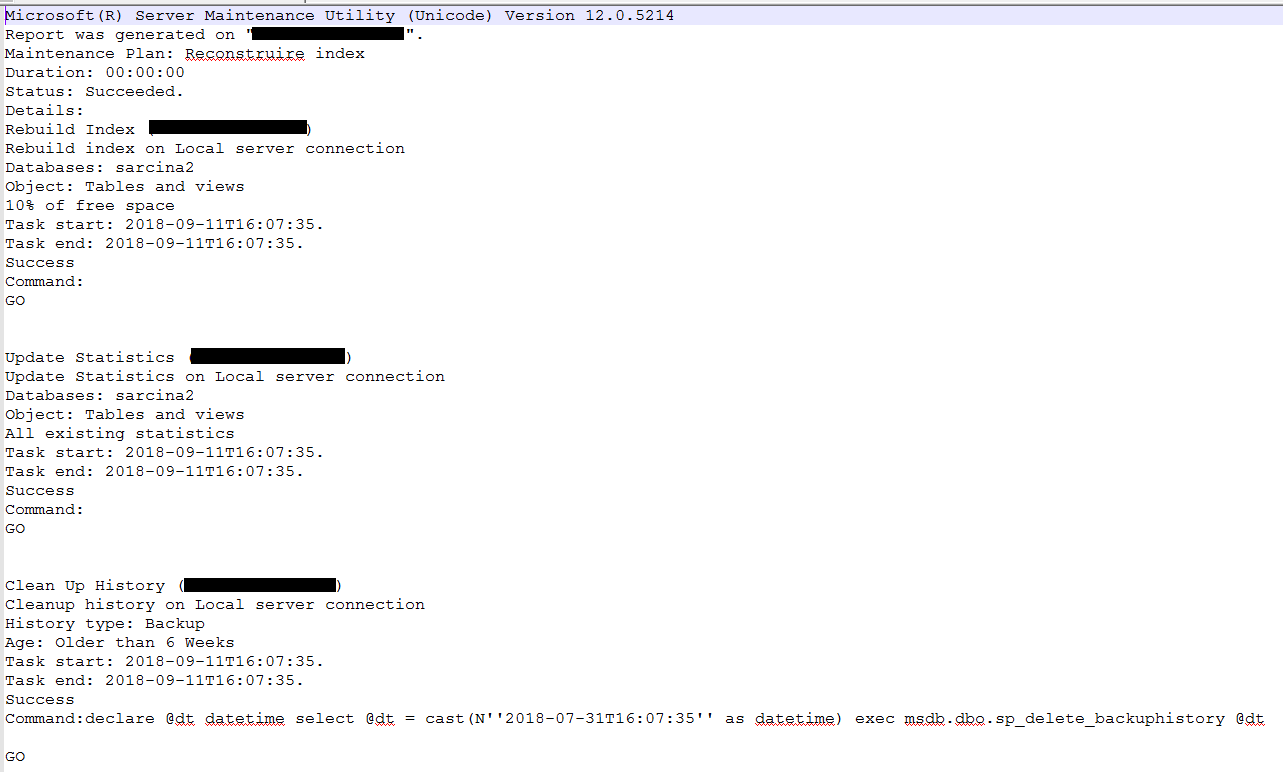 Microsoft(R) Server Maintenance Utility (Unicode) Version 12.0.5214
Report was generated on "                ".
Maintenance Plan: Reconstruire index
Duration: 00:00:00
Status: Succeeded.
Details:
Rebuild Index (                )
Rebuild index on Local server connection
Databases: sarcina2
Object: Tables and views
10% of free space
Task start: 2018-09-11T16:07:35.
Task end: 2018-09-11T16:07:35.
Success
Command:
GO
Update Statistics (                )
Update Statistics on Local server connection
Databases: sarcina2
Object: Tables and views
All existing statistics
Task start: 2018-09-11T16:07:35.
Task end: 2018-09-11T16:07:35.
Success
Command:
GO
Clean Up History (                )
Cleanup history on Local server connection
History type: Backup
Age: Older than 6 Weeks
Task start: 2018-09-11T16:07:35.
Task end: 2018-09-11T16:07:35.
Success
Command:declare @dt datetime select @dt = cast(N''2018-07-31T16:07:35'' as datetime) exec msdb.dbo.sp_delete_backuphistory @dt
GO